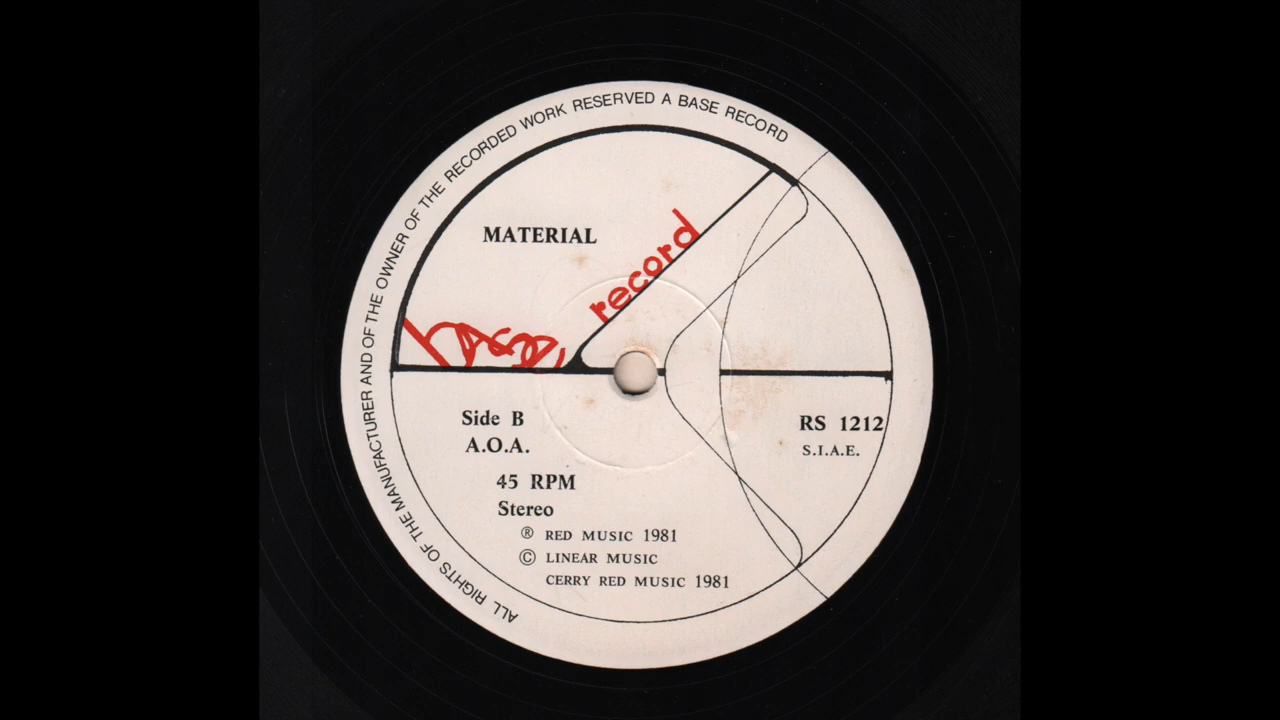 ALL RIGHTS OF THE MANUFACTURER AND OF THE OWNER OF THE RECORDED WORK RESERVED A BASE RECORD
MATERIAL
base record
Side B
A.O.A.
45 RPM
Stereo
RS 1212
S.I.A.E.
® RED MUSIC 1981
© LINEAR MUSIC
CERRY RED MUSIC 1981